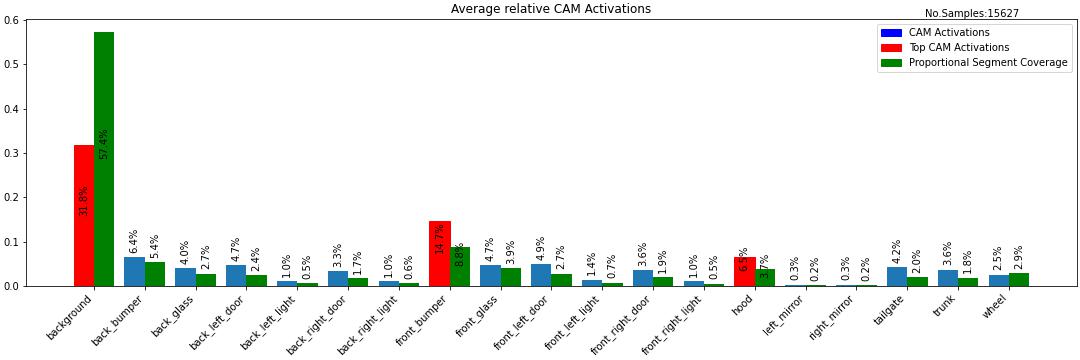 Average relative CAM Activations
No.Samples:15627
CAM Activations
Top CAM Activations
Proportional Segment Coverage
0.6
0.5
0.4
0.3
0.2
0.1
0.0
31.8%
57.4%
6.4%
5.4%
4.0%
2.7%
4.7%
2.4%
1.0%
0.5%
3.3%
1.7%
1.0%
0.6%
14.7%
8.8%
4.7%
3.9%
4.9%
2.7%
1.4%
0.7%
3.6%
1.9%
1.0%
0.5%
6.5%
3.7%
0.3%
0.2%
0.3%
0.2%
4.2%
2.0%
3.6%
1.8%
2.5%
2.9%
background
back_bumper
back_glass
back_left_door
back_left_light
back_right_door
back_right_light
front_bumper
front_glass
front_left_door
front_left_light
front_right_door
front_right_light
hood
left_mirror
right_mirror
tailgate
trunk
wheel